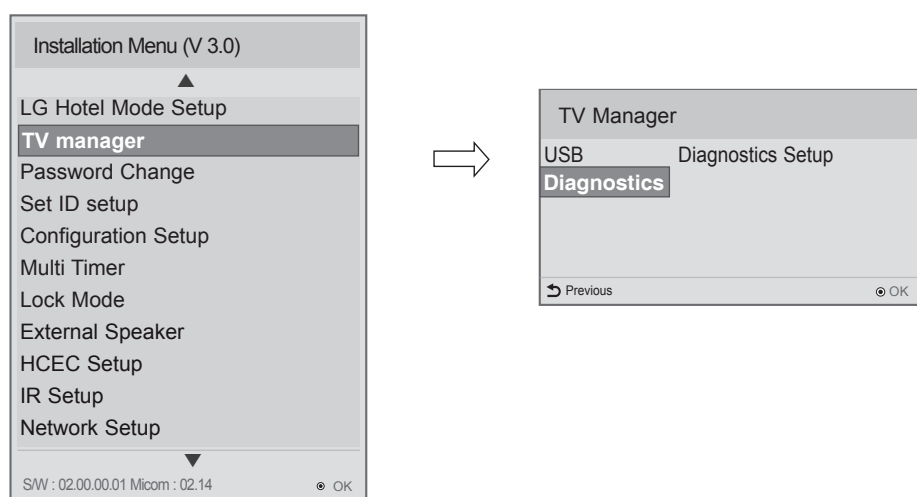 Installation Menu (V 3.0)
LG Hotel Mode Setup
TV manager
Password Change
Set ID setup
Configuration Setup
Multi Timer
Lock Mode
External Speaker
HCEC Setup
IR Setup
Network Setup
S/W : 02.00.00.01 Micom : 02.14 OK
TV Manager
USB Diagnostics Setup
Diagnostics
Previous OK